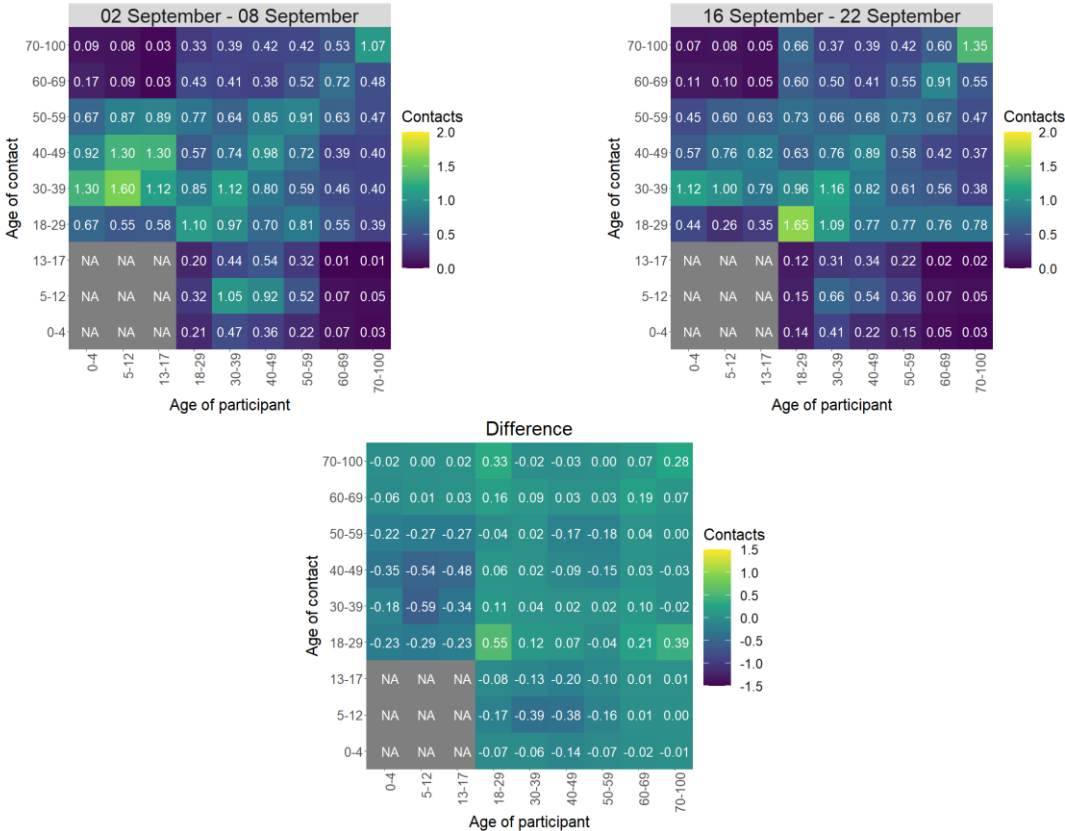 02 September - 08 September
70-100 0.09 0.08 0.03 0.33 0.39 0.42 0.42 0.53 1.07
60-69 0.17 0.09 0.03 0.43 0.41 0.38 0.52 0.72 0.48
50-59 0.67 0.87 0.89 0.77 0.64 0.85 0.91 0.63 0.47
40-49 0.92 1.30 1.30 0.57 0.74 0.98 0.72 0.39 0.40
30-39 1.30 1.60 1.12 0.85 1.12 0.80 0.59 0.46 0.40
18-29 0.67 0.55 0.58 1.10 0.97 0.70 0.81 0.55 0.39
13-17 NA NA NA 0.20 0.44 0.54 0.32 0.01 0.01
5-12 NA NA NA 0.32 1.05 0.92 0.52 0.07 0.05
0-4 NA NA NA 0.21 0.47 0.36 0.22 0.07 0.03
0-4 5-12 13-17 18-29 30-39 40-49 50-59 60-69 70-100
Age of participant
Age of contact
Contacts
2.0
1.5
1.0
0.5
0.0
16 September - 22 September
70-100 0.07 0.08 0.05 0.66 0.37 0.39 0.42 0.60 1.35
60-69 0.11 0.10 0.05 0.60 0.50 0.41 0.55 0.91 0.55
50-59 0.45 0.60 0.63 0.73 0.66 0.68 0.73 0.67 0.47
40-49 0.57 0.76 0.82 0.63 0.76 0.89 0.58 0.42 0.37
30-39 1.12 1.00 0.79 0.96 1.16 0.82 0.61 0.56 0.38
18-29 0.44 0.26 0.35 1.65 1.09 0.77 0.77 0.76 0.78
13-17 NA NA NA 0.12 0.31 0.34 0.22 0.02 0.02
5-12 NA NA NA 0.15 0.66 0.54 0.36 0.07 0.05
0-4 NA NA NA 0.14 0.41 0.22 0.15 0.05 0.03
0-4 5-12 13-17 18-29 30-39 40-49 50-59 60-69 70-100
Age of participant
Age of contact
Contacts
2.0
1.5
1.0
0.5
0.0
Difference
70-100 -0.02 0.00 0.02 0.33 -0.02 -0.03 0.00 0.07 0.28
60-69 -0.06 0.01 0.03 0.16 0.09 0.03 0.03 0.19 0.07
50-59 -0.22 -0.27 -0.27 -0.04 0.02 -0.17 -0.18 0.04 0.00
40-49 -0.35 -0.54 -0.48 0.06 0.02 -0.09 -0.15 0.03 -0.03
30-39 -0.18 -0.59 -0.34 0.11 0.04 0.02 0.02 0.10 -0.02
18-29 -0.23 -0.29 -0.23 0.55 0.12 0.07 -0.04 0.21 0.39
13-17 NA NA NA -0.08 -0.13 -0.20 -0.10 0.01 0.01
5-12 NA NA NA -0.17 -0.39 -0.38 -0.16 0.01 0.00
0-4 NA NA NA -0.07 -0.06 -0.14 -0.07 -0.02 -0.01
0-4 5-12 13-17 18-29 30-39 40-49 50-59 60-69 70-100
Age of participant
Age of contact
Contacts
1.5
1.0
0.5
0.0
-0.5
-1.0
-1.5